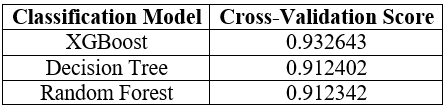 Classification Model Cross-Validation Score
XGBoost 0.932643
Decision Tree 0.912402
Random Forest 0.912342